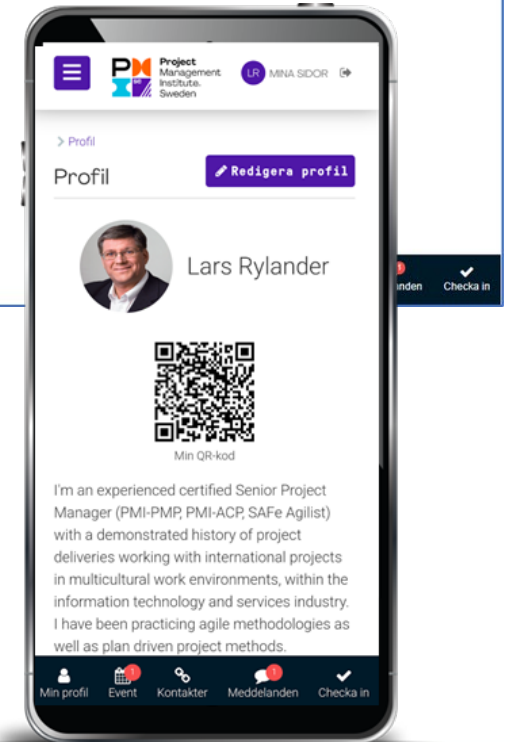 Project
Management
Institute.
Sweden
LR MINA SIDOR
> Profil
Profil
Redigera profil
Lars Rylander
Min QR-kod
I'm an experienced certified Senior Project
Manager (PMI-PMP, PMI-ACP, SAFe Agilist)
with a demonstrated history of project
deliveries working with international projects
in multicultural work environments, within the
information technology and services industry.
I have been practicing agile methodologies as
well as plan driven project methods.
1 1
Min profil Event Kontakter Meddelanden Checka in
Checka in